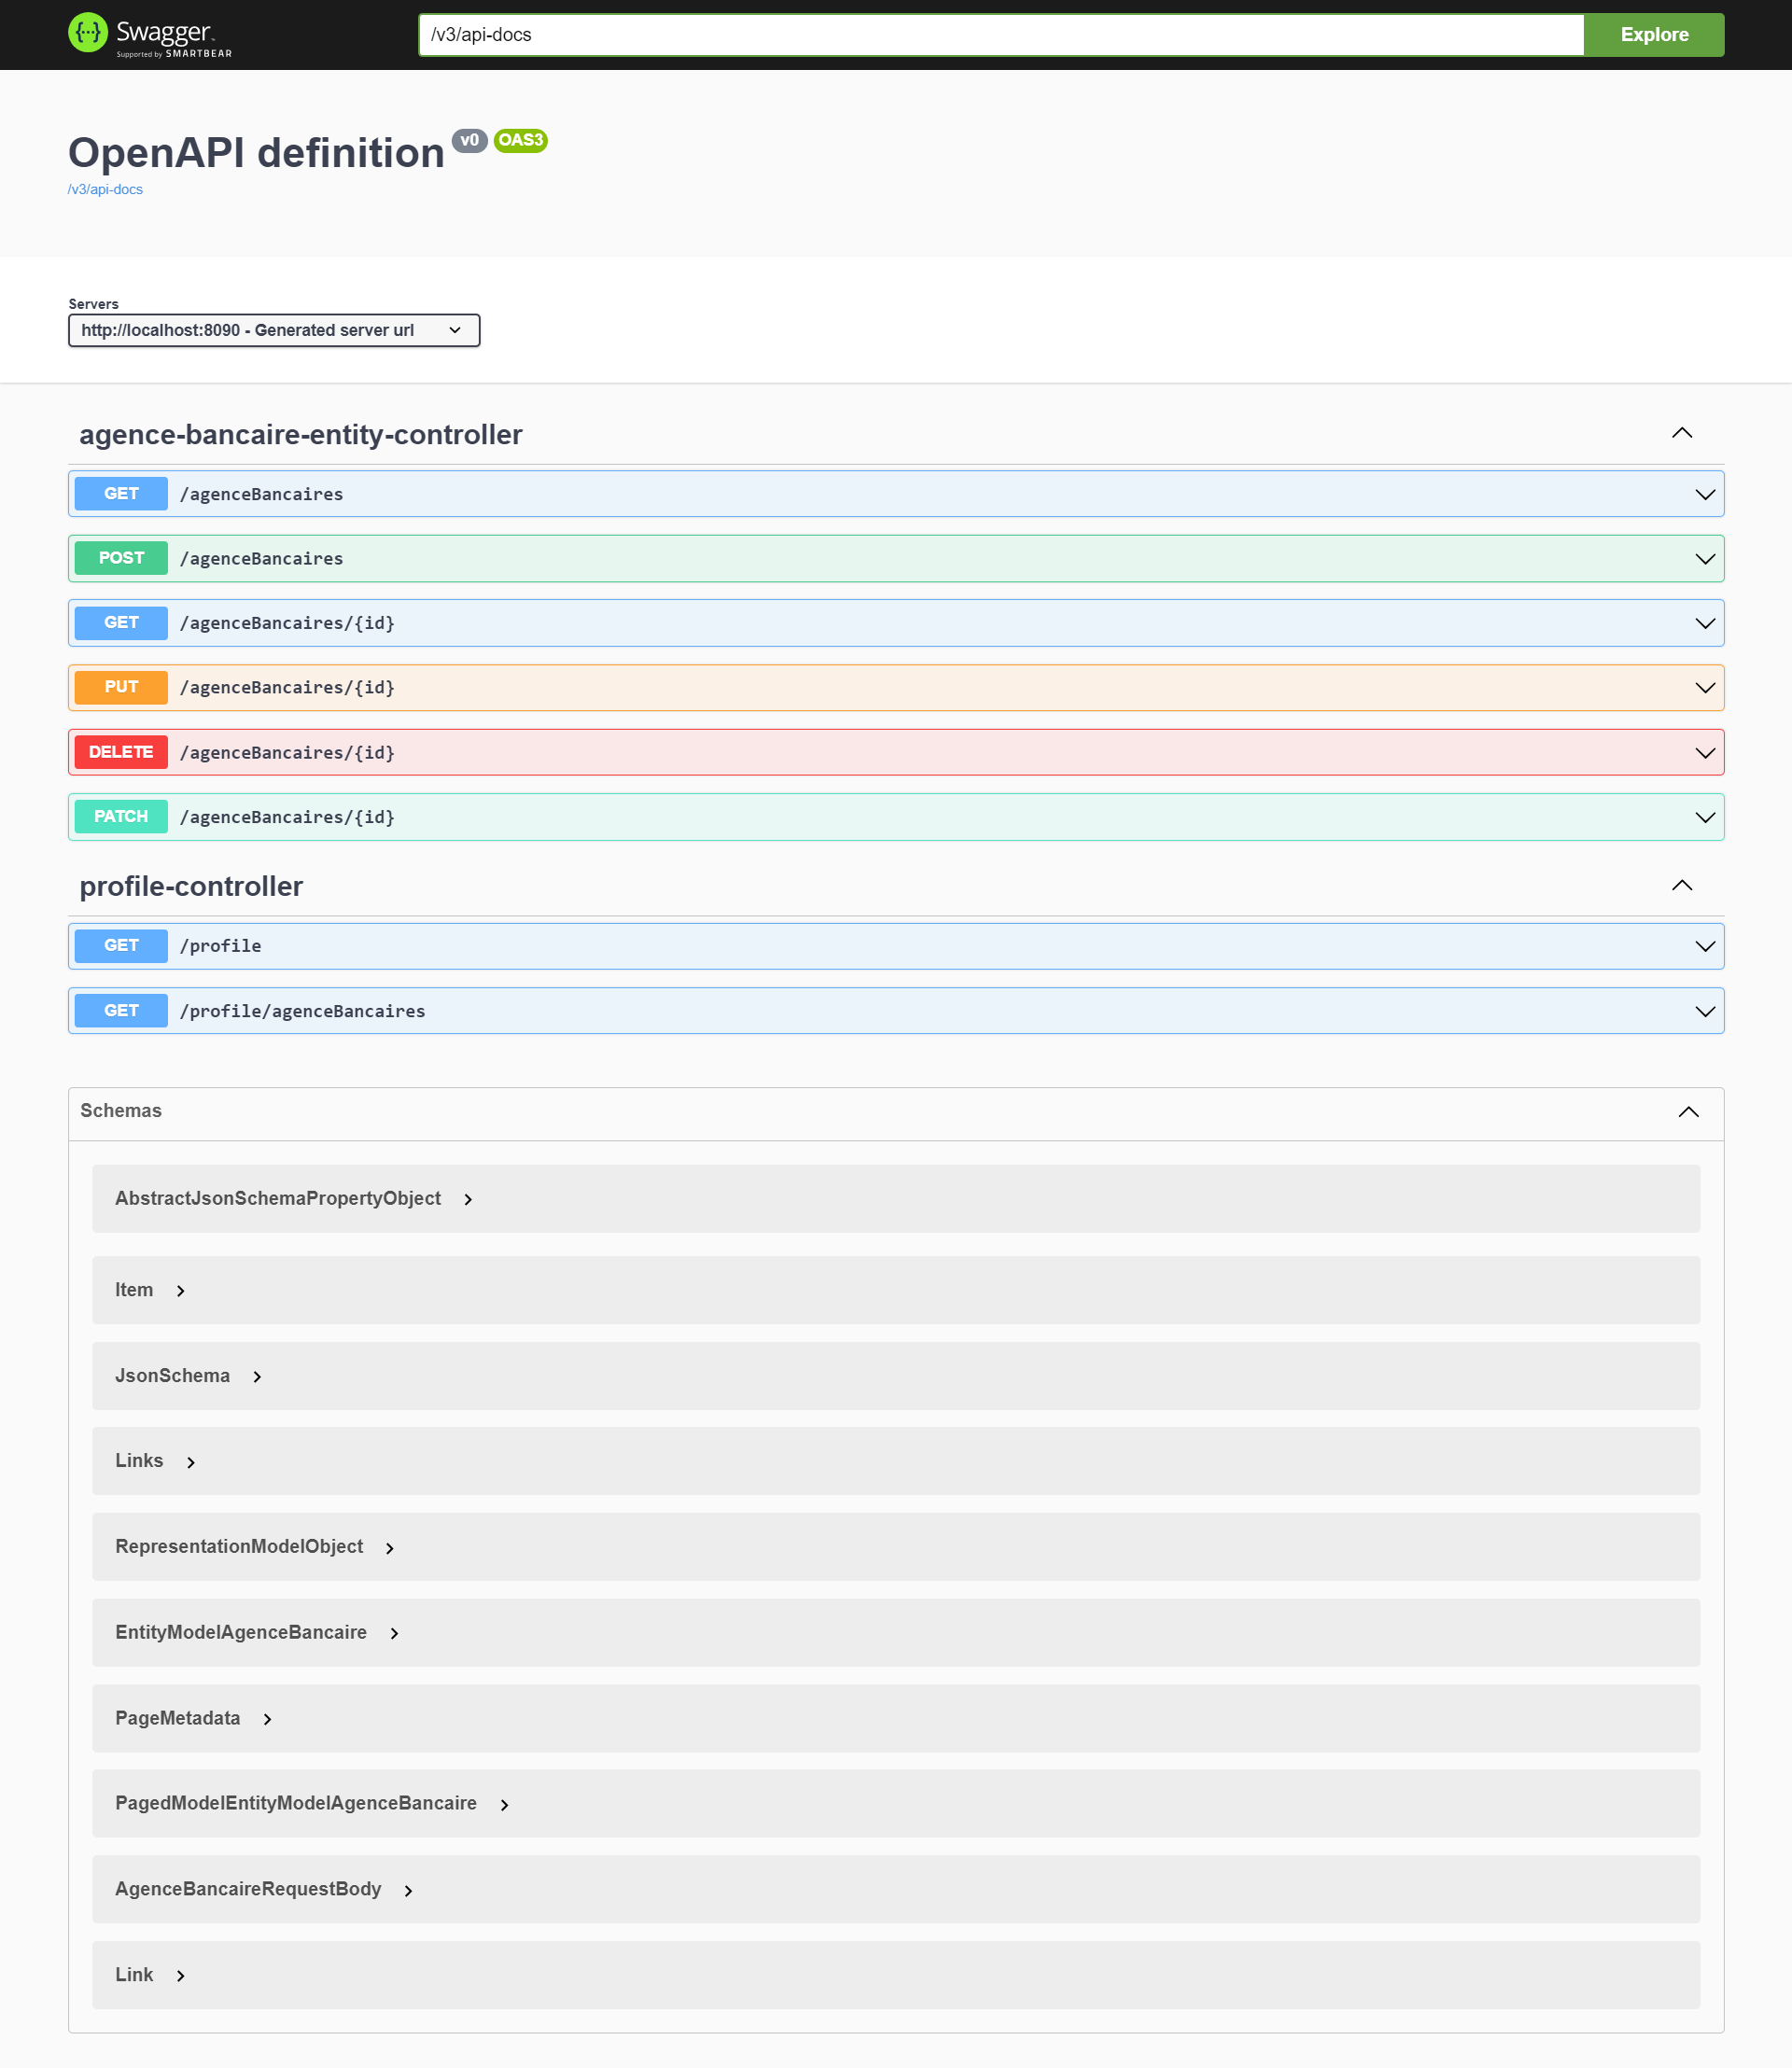 Swagger™
Supported by SMARTBEAR
/v3/api-docs
Explore
OpenAPI definition v0 OAS3
/v3/api-docs
Servers
http://localhost:8090 - Generated server url
agence-bancaire-entity-controller
GET /agenceBancaires
POST /agenceBancaires
GET /agenceBancaires/{id}
PUT /agenceBancaires/{id}
DELETE /agenceBancaires/{id}
PATCH /agenceBancaires/{id}
profile-controller
GET /profile
GET /profile/agenceBancaires
Schemas
AbstractJsonSchemaPropertyObject
Item
JsonSchema
Links
RepresentationModelObject
EntityModelAgenceBancaire
PageMetadata
PagedModelEntityModelAgenceBancaire
AgenceBancaireRequestBody
Link